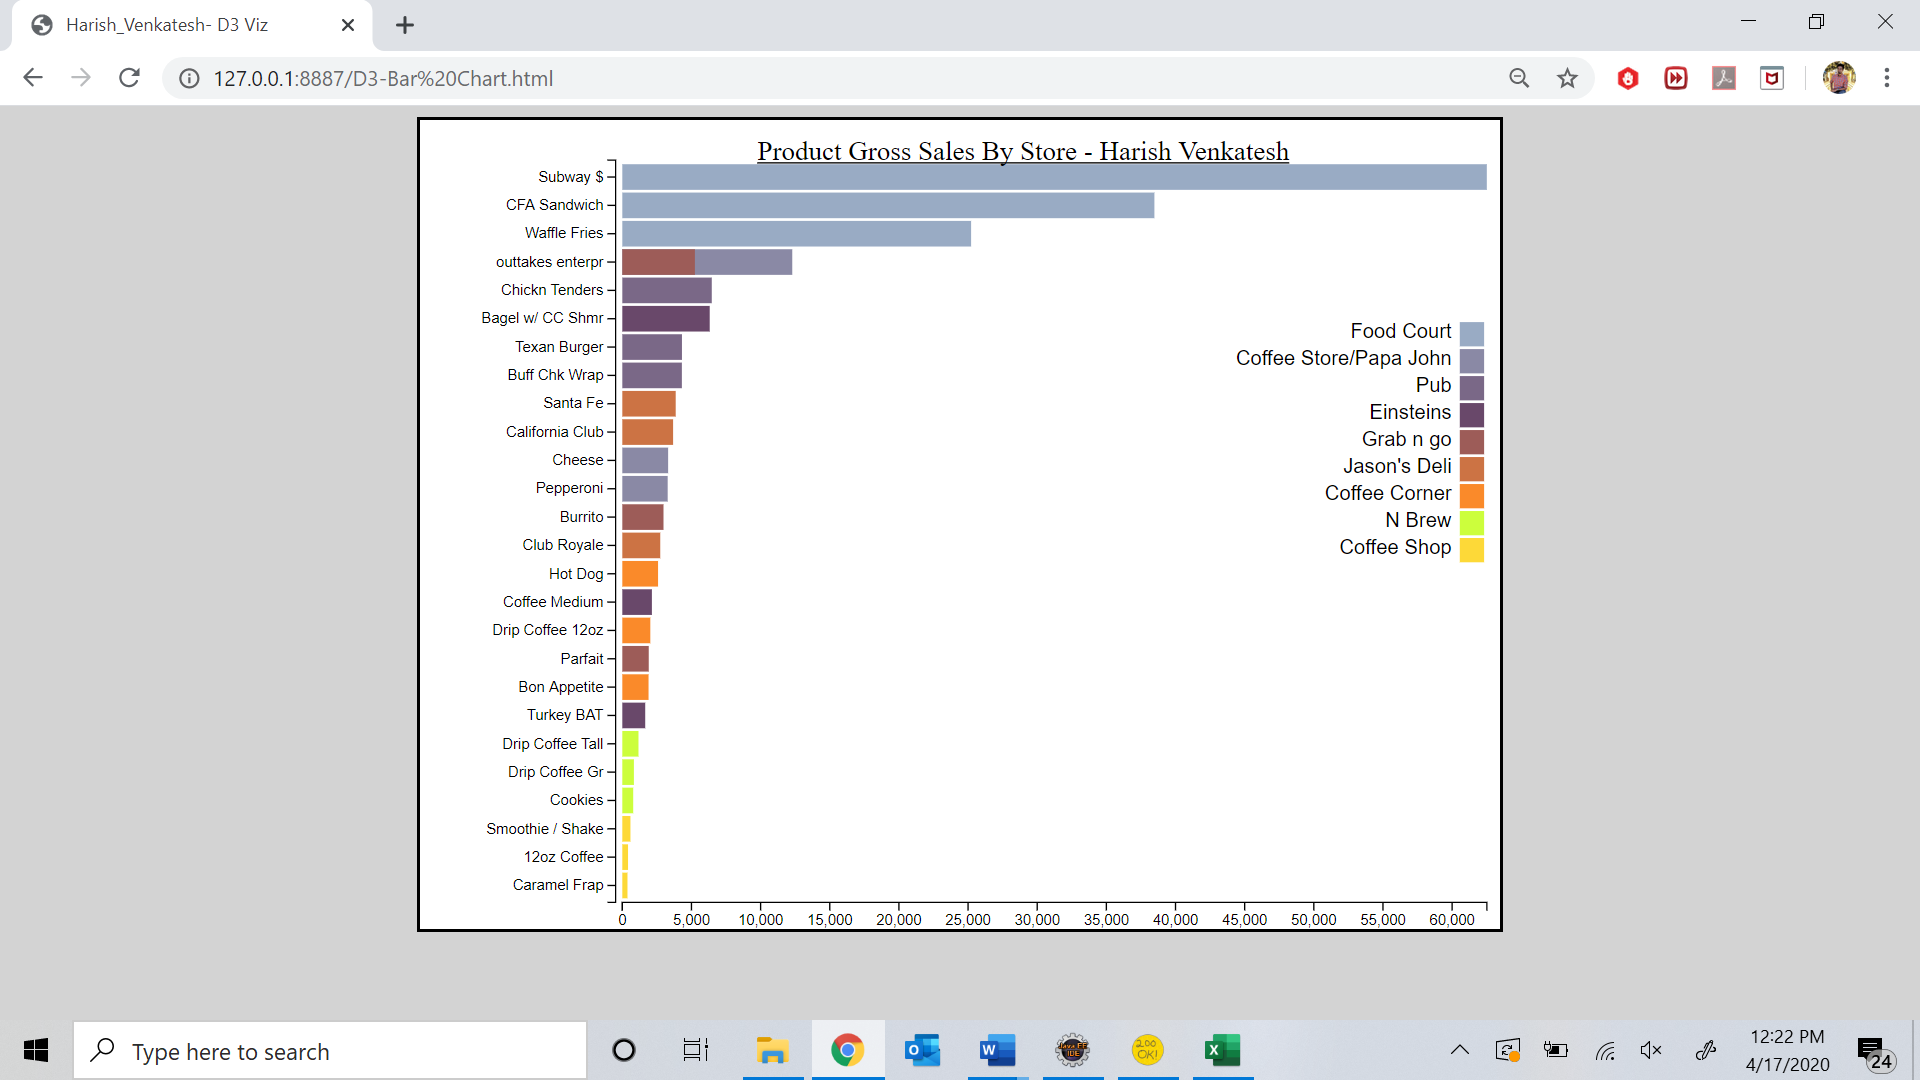 Harish_Venkatesh- D3 Viz
127.0.0.1:8887/D3-Bar%20Chart.html
Product Gross Sales By Store - Harish Venkatesh
Subway $
CFA Sandwich
Waffle Fries
outtakes enterpr
Chickn Tenders
Bagel w/ CC Shmr
Texan Burger
Buff Chk Wrap
Santa Fe
California Club
Cheese
Pepperoni
Burrito
Club Royale
Hot Dog
Coffee Medium
Drip Coffee 12oz
Parfait
Bon Appetite
Turkey BAT
Drip Coffee Tall
Drip Coffee Gr
Cookies
Smoothie / Shake
12oz Coffee
Caramel Frap
0 5,000 10,000 15,000 20,000 25,000 30,000 35,000 40,000 45,000 50,000 55,000 60,000
Food Court
Coffee Store/Papa John
Pub
Einsteins
Grab n go
Jason's Deli
Coffee Corner
N Brew
Coffee Shop
Type here to search
O
W
Java EE
IDE
200
OK!
X
12:22 PM
4/17/2020
24